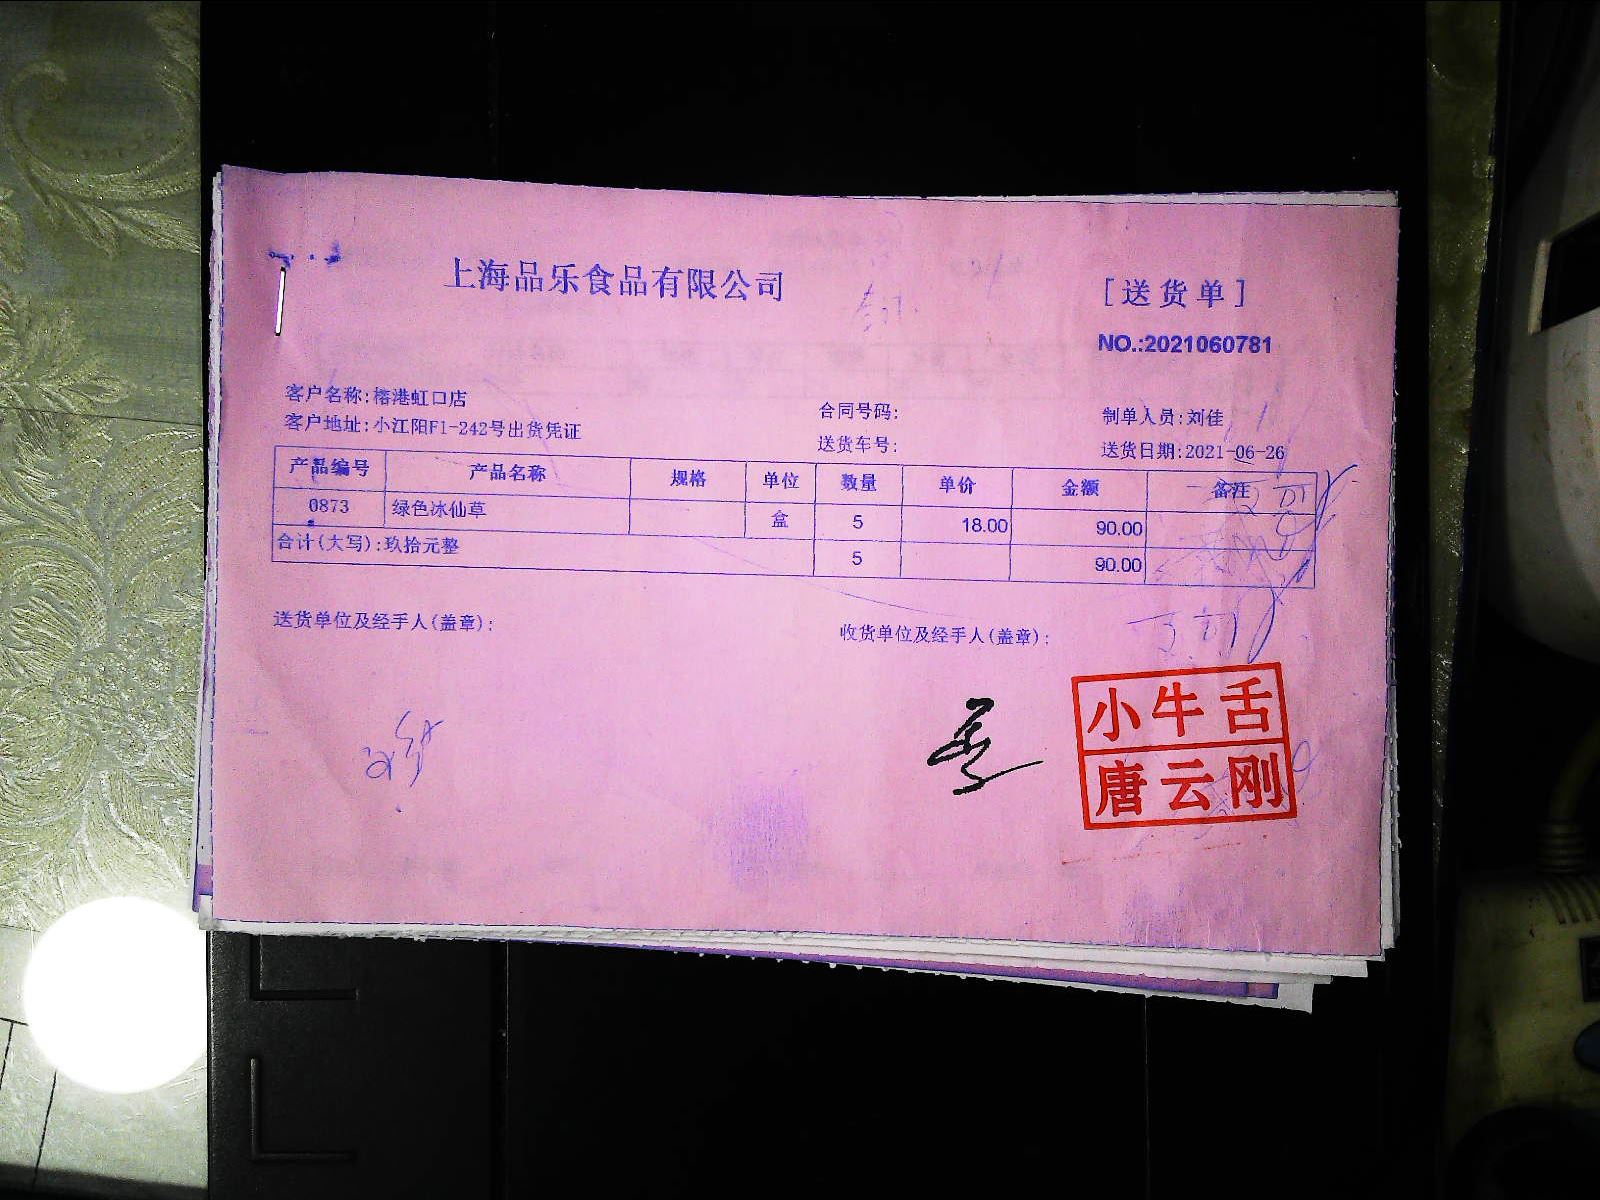 上海品乐食品有限公司
[送货单]
NO.:2021060781
客户名称:榕港虹口店
合同号码:
制单人员:刘佳
客户地址:小江阳F1-242号出货凭证
送货车号:
送货日期:2021-06-26
产品编号 产品名称 规格 单位 数量 单价 金额 备注
0873 绿色冰仙草 盒 5 18.00 90.00
合计(大写):玖拾元整 5 90.00
送货单位及经手人(盖章):
收货单位及经手人(盖章):
小牛舌
唐云刚